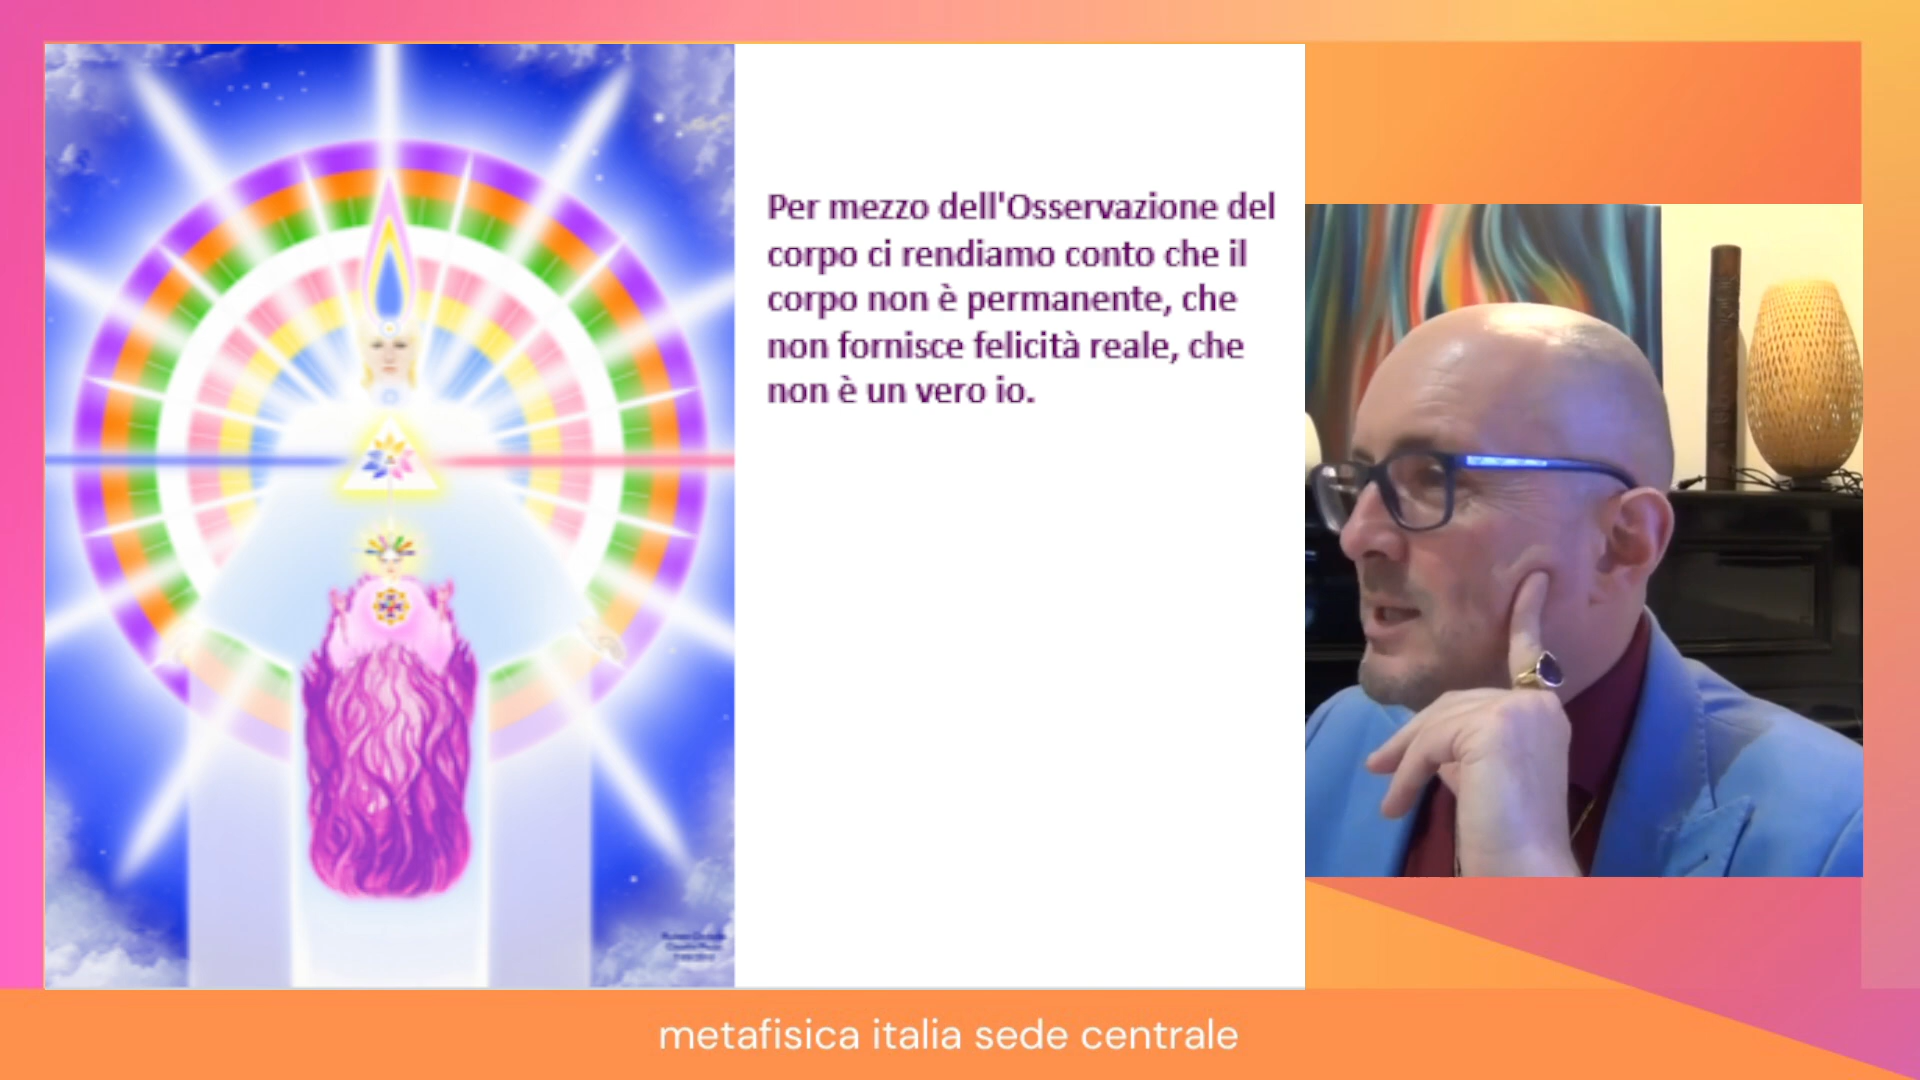 Per mezzo dell'Osservazione del
corpo ci rendiamo conto che il
corpo non è permanente, che
non fornisce felicità reale, che
non è un vero io.
metafisica italia sede centrale